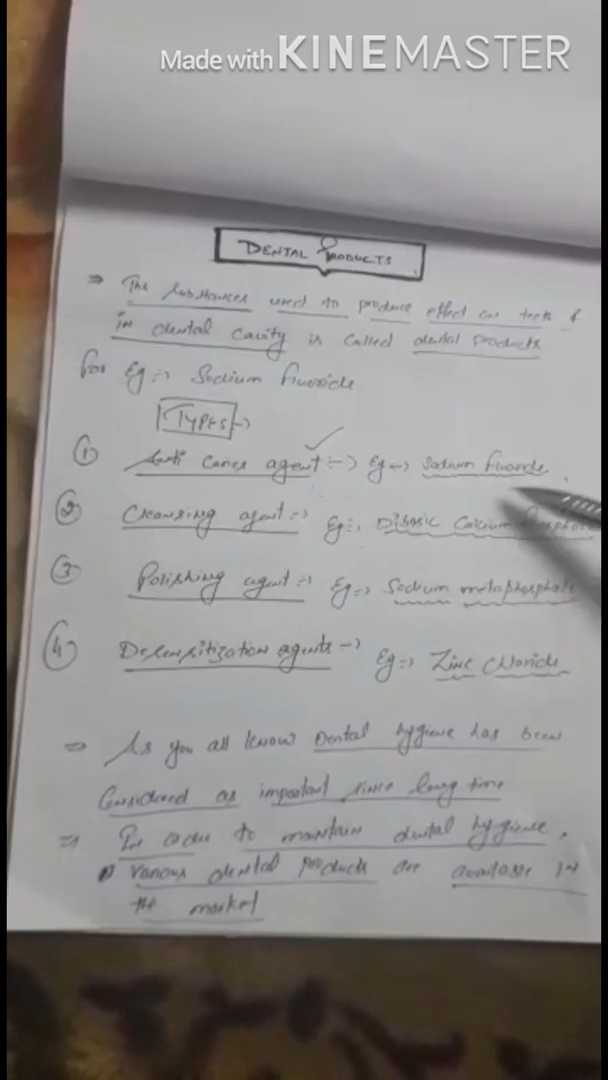 Made with KINEMASTER
DENTAL PRODUCTS
⇒ The substances used to produce effect on teeth &
in dental cavity is called dental products
for Eg :→ Sodium fluoride
Types →
① Anti caries agent :→ Eg → Sodium fluoride
② Cleansing agent :→ Eg :→ Dibasic Calcium Phosphate
③ Polishing agent :→ Eg :→ Sodium metaphosphate
④ Desensitization agents → Eg :→ Zinc Chloride
⇒ As you all know Dental hygiene has been
Considered as important since long time
⇒ In order to maintain dental hygiene,
various dental products are available in
the market